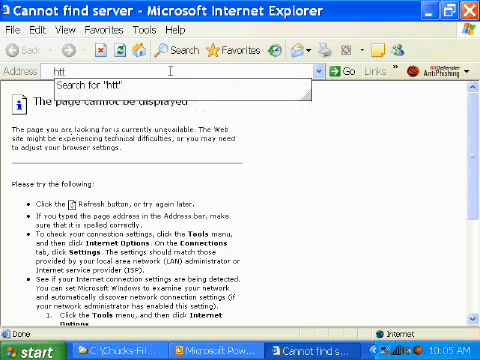 Cannot find server - Microsoft Internet Explorer
File Edit View Favorites Tools Help
Back Search Favorites
Address htt Go Links BitDefender AntiPhishing
Search for "htt"
The page cannot be displayed
The page you are looking for is currently unavailable. The Web
site might be experiencing technical difficulties, or you may need
to adjust your browser settings.
Please try the following:
Click the Refresh button, or try again later.
If you typed the page address in the Address bar, make
sure that it is spelled correctly.
To check your connection settings, click the Tools menu,
and then click Internet Options. On the Connections
tab, click Settings. The settings should match those
provided by your local area network (LAN) administrator or
Internet service provider (ISP).
See if your Internet connection settings are being detected.
You can set Microsoft Windows to examine your network
and automatically discover network connection settings (if
your network administrator has enabled this setting).
1. Click the Tools menu, and then click Internet
Options.
Done Internet
start C:\Chucks-Fil... Microsoft Pow... Cannot find s... 10:05 AM